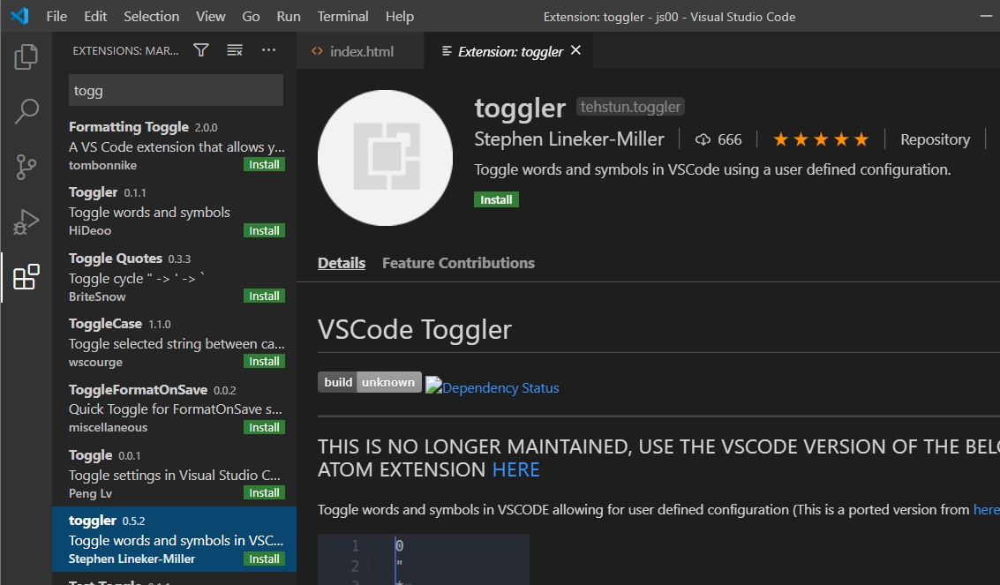 File Edit Selection View Go Run Terminal Help Extension: toggler - js00 - Visual Studio Code
EXTENSIONS: MAR...
togg
Formatting Toggle 2.0.0
A VS Code extension that allows y...
tombonnike Install
Toggler 0.1.1
Toggle words and symbols
HiDeoo Install
Toggle Quotes 0.3.3
Toggle cycle " -> ' -> `
BriteSnow Install
ToggleCase 1.1.0
Toggle selected string between ca...
wscourge Install
ToggleFormatOnSave 0.0.2
Quick Toggle for FormatOnSave s...
miscellaneous Install
Toggle 0.0.1
Toggle settings in Visual Studio C...
Peng Lv Install
toggler 0.5.2
Toggle words and symbols in VSC...
Stephen Lineker-Miller Install
index.html Extension: toggler
toggler tehstun.toggler
Stephen Lineker-Miller 666 Repository
Toggle words and symbols in VSCode using a user defined configuration.
Install
Details Feature Contributions
VSCode Toggler
build unknown Dependency Status
THIS IS NO LONGER MAINTAINED, USE THE VSCODE VERSION OF THE BELO
ATOM EXTENSION HERE
Toggle words and symbols in VSCODE allowing for user defined configuration (This is a ported version from here
1 0
2 "